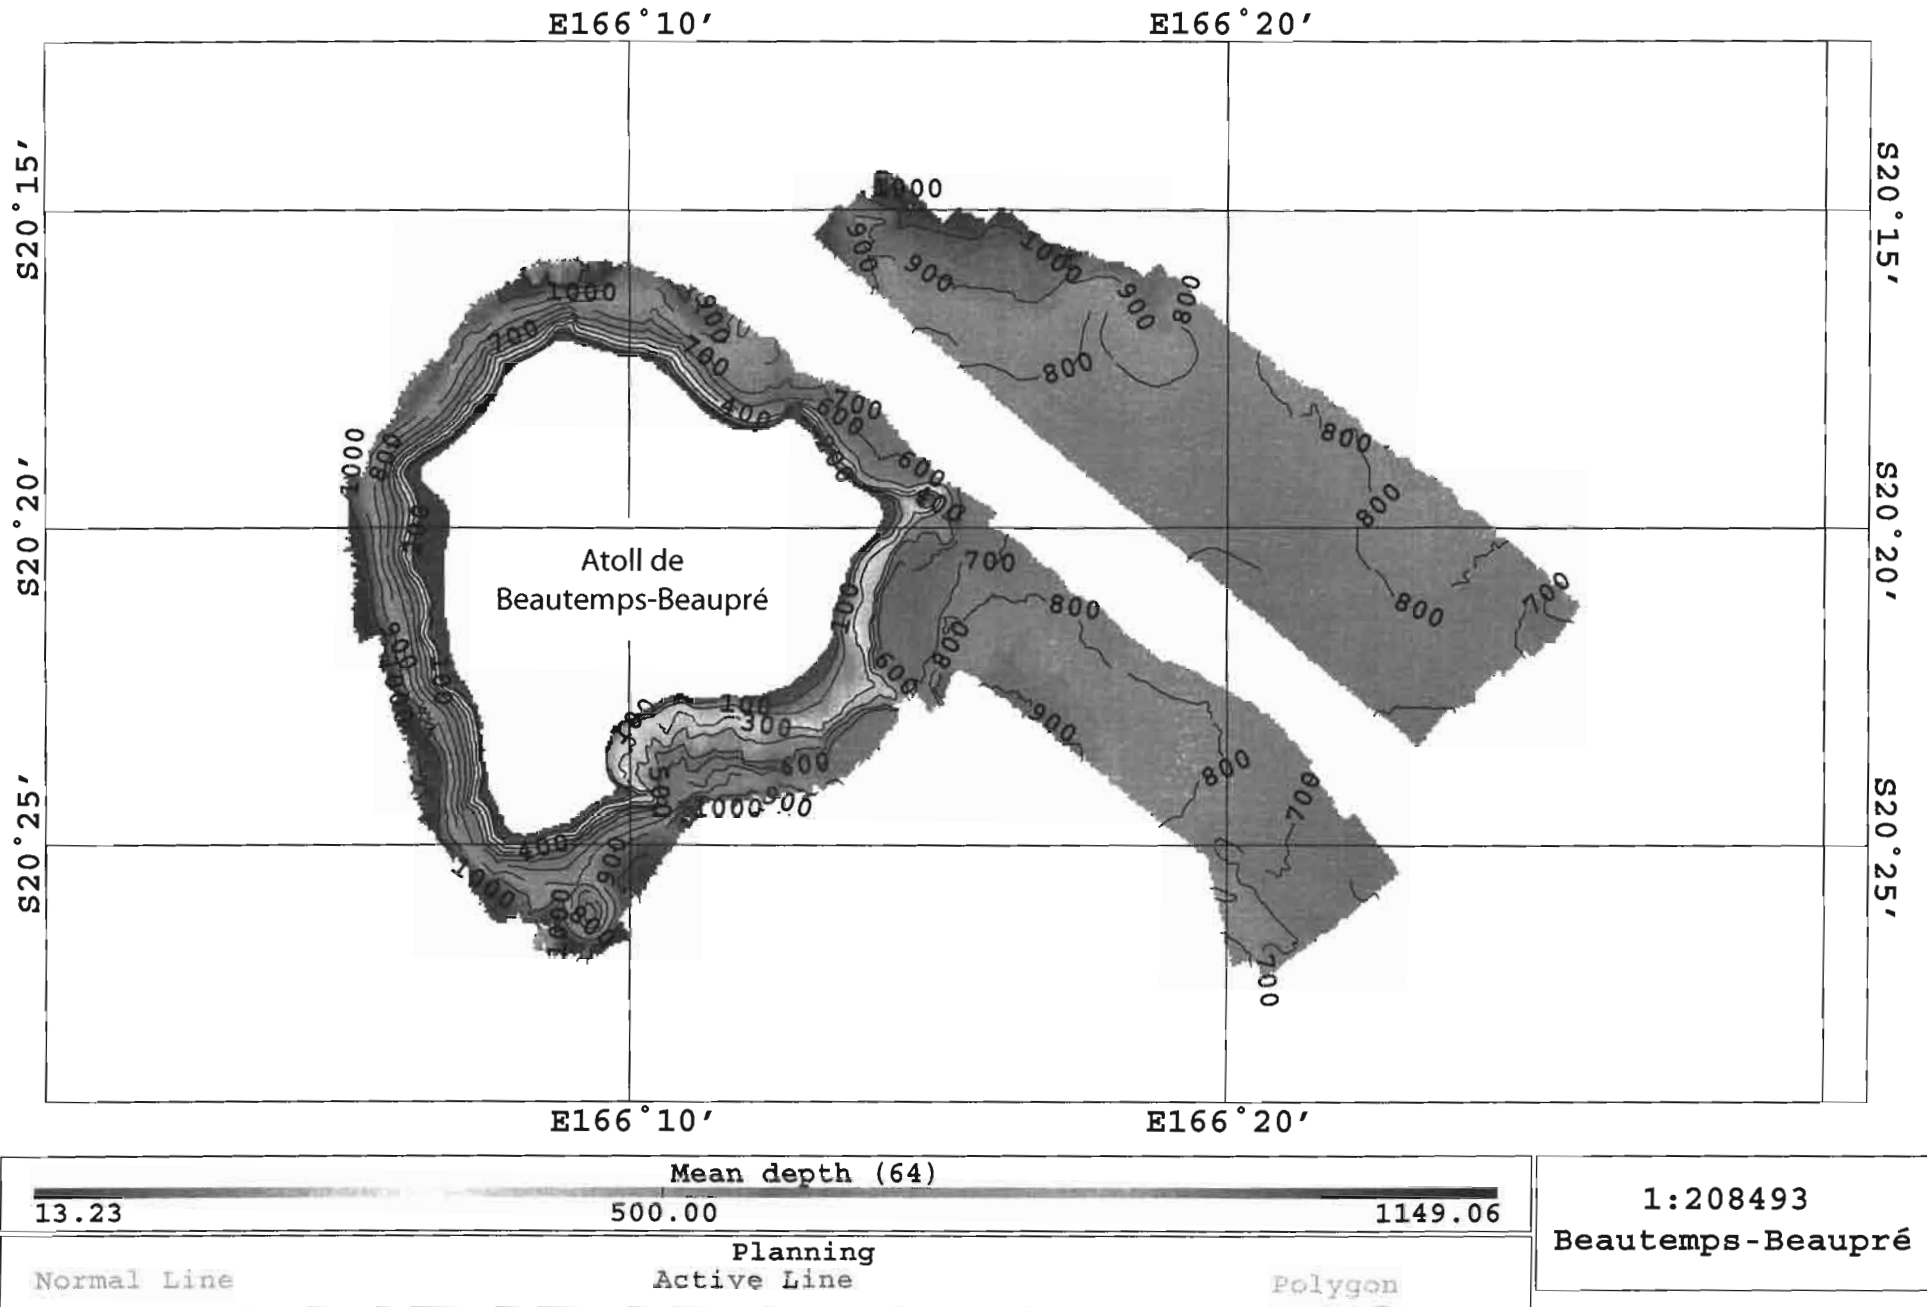 E166°10′ E166°20′
S20°15′ S20°15′
1000
900 900 1000 900 800
1000 900
700 700 800
400 700 600
800
1000 800 600 800
S20°20′ S20°20′
Atoll de
Beautemps-Beaupré
700 800 700
100 800 800
900 600
100 300 900
600 800 700
500 1000 900
S20°25′ S20°25′
400 900
1000
700
E166°10′ E166°20′
Mean depth (64)
13.23 500.00 1149.06
Planning
Normal Line Active Line Polygon
1:208493
Beautemps-Beaupré